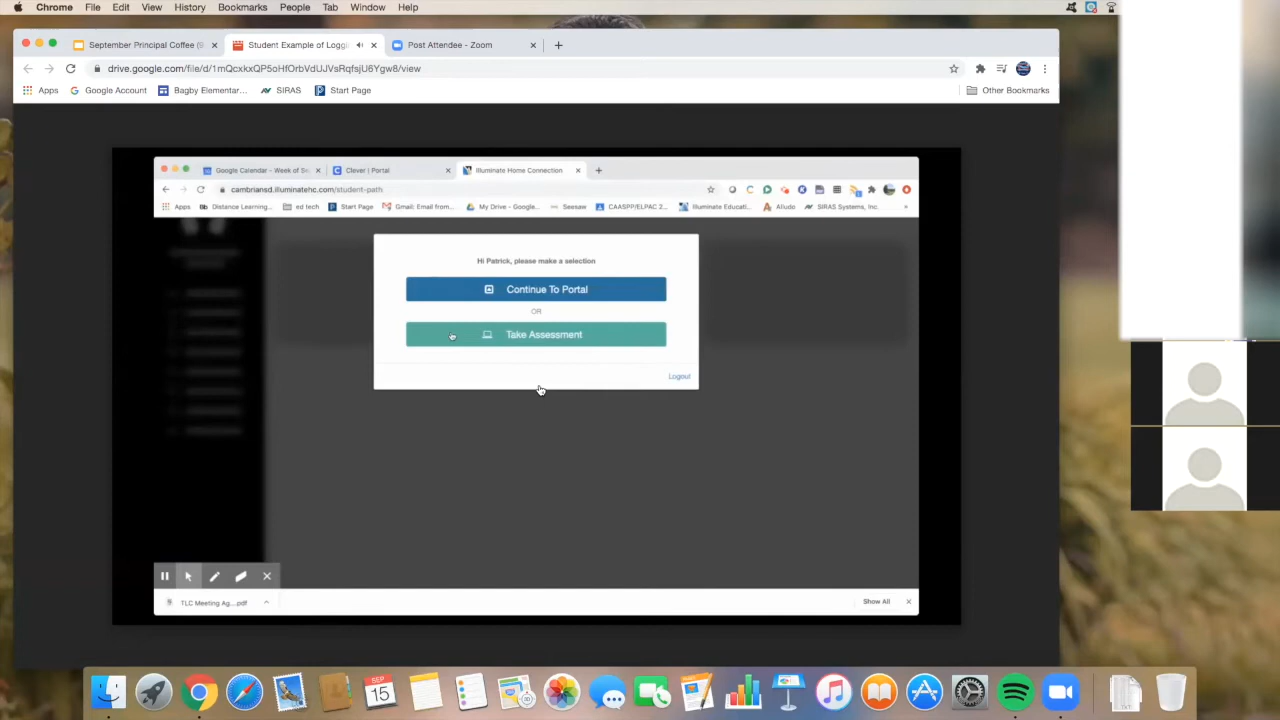 Chrome File Edit View History Bookmarks People Tab Window Help
September Principal Coffee (S Student Example of Loggi Post Attendee - Zoom
drive.google.com/file/d/1mQcxkxQP5oHfOrbVdUJVsRqfsjU6Ygw8/view
Apps Google Account Bagby Elementar... SIRAS Start Page Other Bookmarks
Google Calendar - Week of Se Clever | Portal Illuminate Home Connection
cambriansd.illuminatehc.com/student-path
Apps Distance Learning... ed tech Start Page Gmail: Email from... My Drive - Google... Seesaw CAASPP/ELPAC 2... Illuminate Educati... Alludo SIRAS Systems, Inc. »
Hi Patrick, please make a selection
Continue To Portal
OR
Take Assessment
Logout
TLC Meeting Ag....pdf Show All
SEP
15
TXT